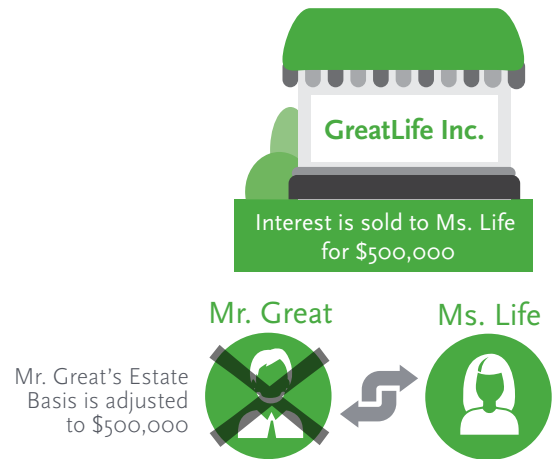 GreatLife Inc.
Interest is sold to Ms. Life
for $500,000
Mr. Great
Ms. Life
Mr. Great's Estate
Basis is adjusted
to $500,000